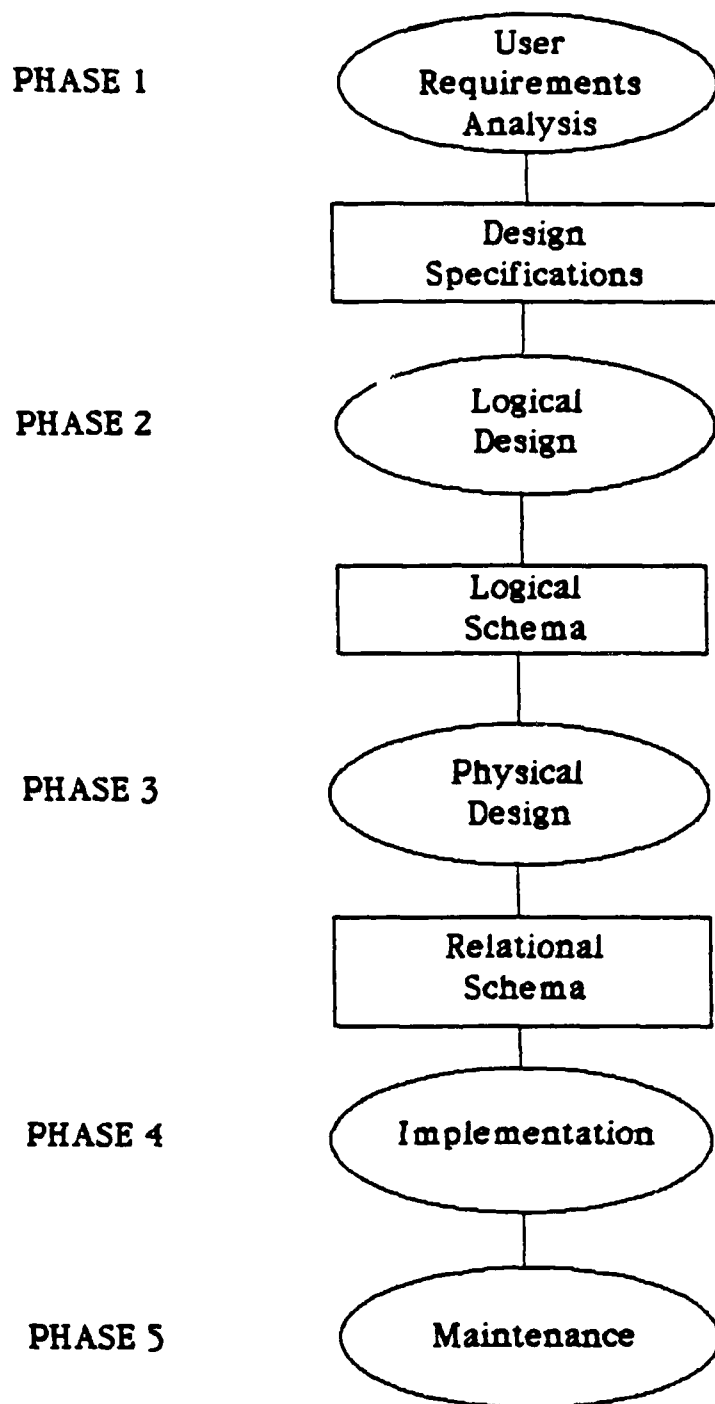 PHASE 1
User
Requirements
Analysis
Design
Specifications
PHASE 2
Logical
Design
Logical
Schema
PHASE 3
Physical
Design
Relational
Schema
PHASE 4
Implementation
PHASE 5
Maintenance